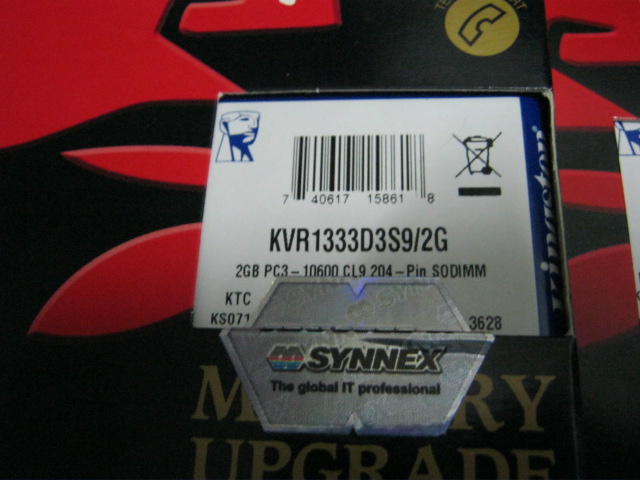 Kingston
7 40617 15861 8
KVR1333D3S9/2G
2GB PC3-10600 CL9 204-Pin SODIMM
KTC
KS071
3628
SYNNEX
The global IT professional
UPGRADE